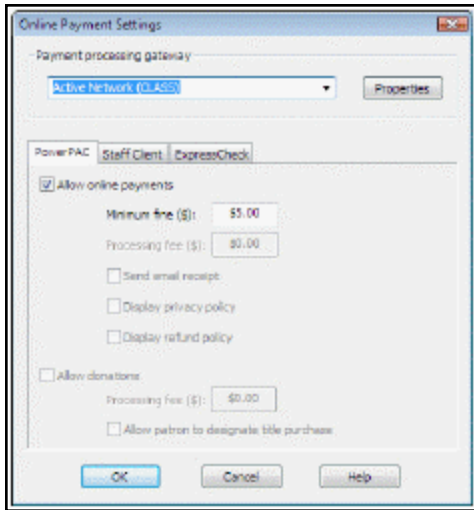 Online Payment Settings
Payment processing gateway
Active Network (CLASS)
Properties
PowerPAC Staff Client ExpressCheck
Allow online payments
Minimum fine ($): $5.00
Processing fee ($): $0.00
Send email receipt
Display privacy policy
Display refund policy
Allow donations
Processing fee ($): $0.00
Allow patron to designate title purchase
OK Cancel Help